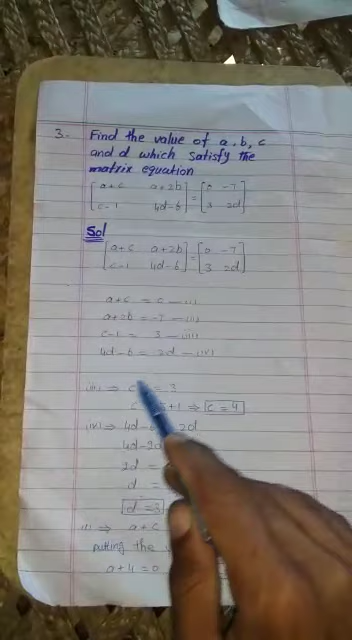 3- Find the value of a, b, c
and d which satisfy the
matrix equation
[a+c a+2b] = [0 -7]
[c-1 4d-6] [3 2d]
Sol
[a+c a+2b] = [0 -7]
[c-1 4d-6] [3 2d]
a+c = —(i)
a+2b = -7 —(ii)
c-1 = 3 —(iii)
4d-6 = 2d —(iv)
(iii) ⇒ c = 3
c +1 ⇒ c=4
(iv) ⇒ 4d- 2d
4d-2d
2d =
d =
d =3
(i) ⇒ a+c
putting the
a+4=0